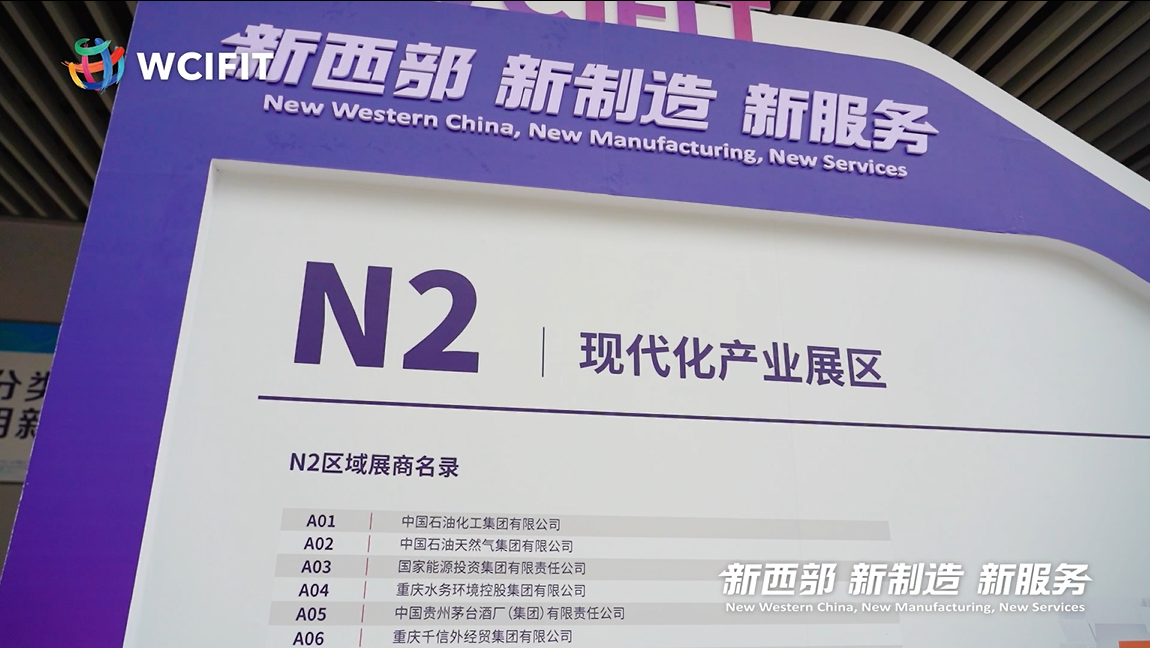 WCIFIT
WCIFIT
新西部 新制造 新服务
New Western China, New Manufacturing, New Services
N2
现代化产业展区
分类
用新
N2区域展商名录
A01 中国石油化工集团有限公司
A02 中国石油天然气集团有限公司
A03 国家能源投资集团有限责任公司
A04 重庆水务环境控股集团有限公司
A05 中国贵州茅台酒厂(集团)有限责任公司
A06 重庆千信外经贸集团有限公司
新西部 新制造 新服务
New Western China, New Manufacturing, New Services